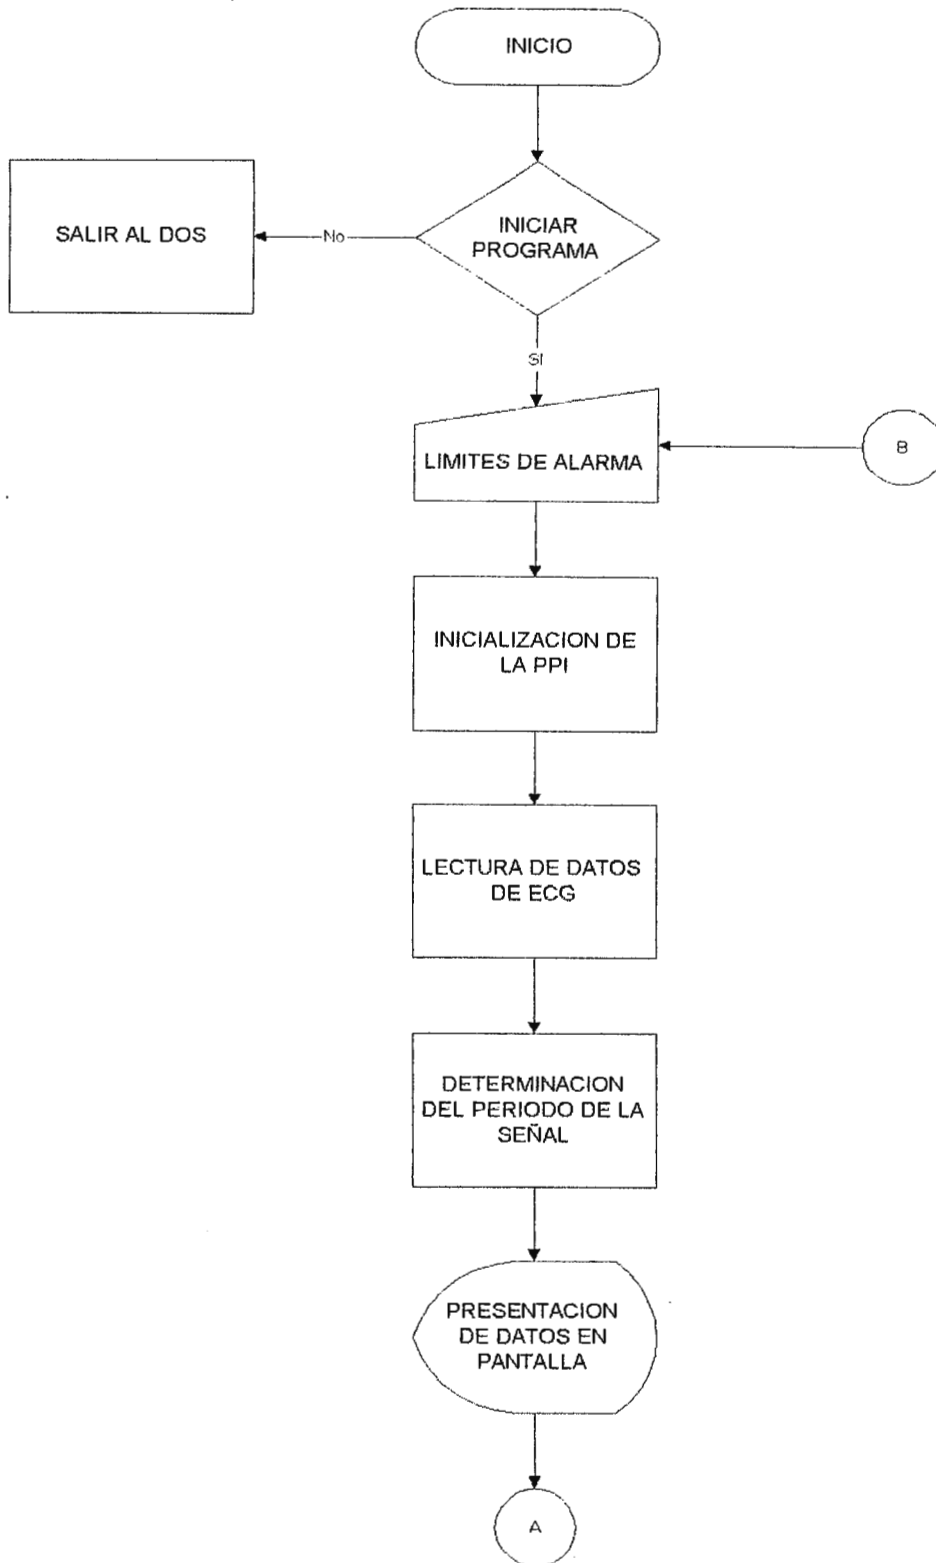 INICIO
INICIAR
PROGRAMA
No
SALIR AL DOS
SI
LIMITES DE ALARMA
B
INICIALIZACION DE
LA PPI
LECTURA DE DATOS
DE ECG
DETERMINACION
DEL PERIODO DE LA
SEÑAL
PRESENTACION
DE DATOS EN
PANTALLA
A